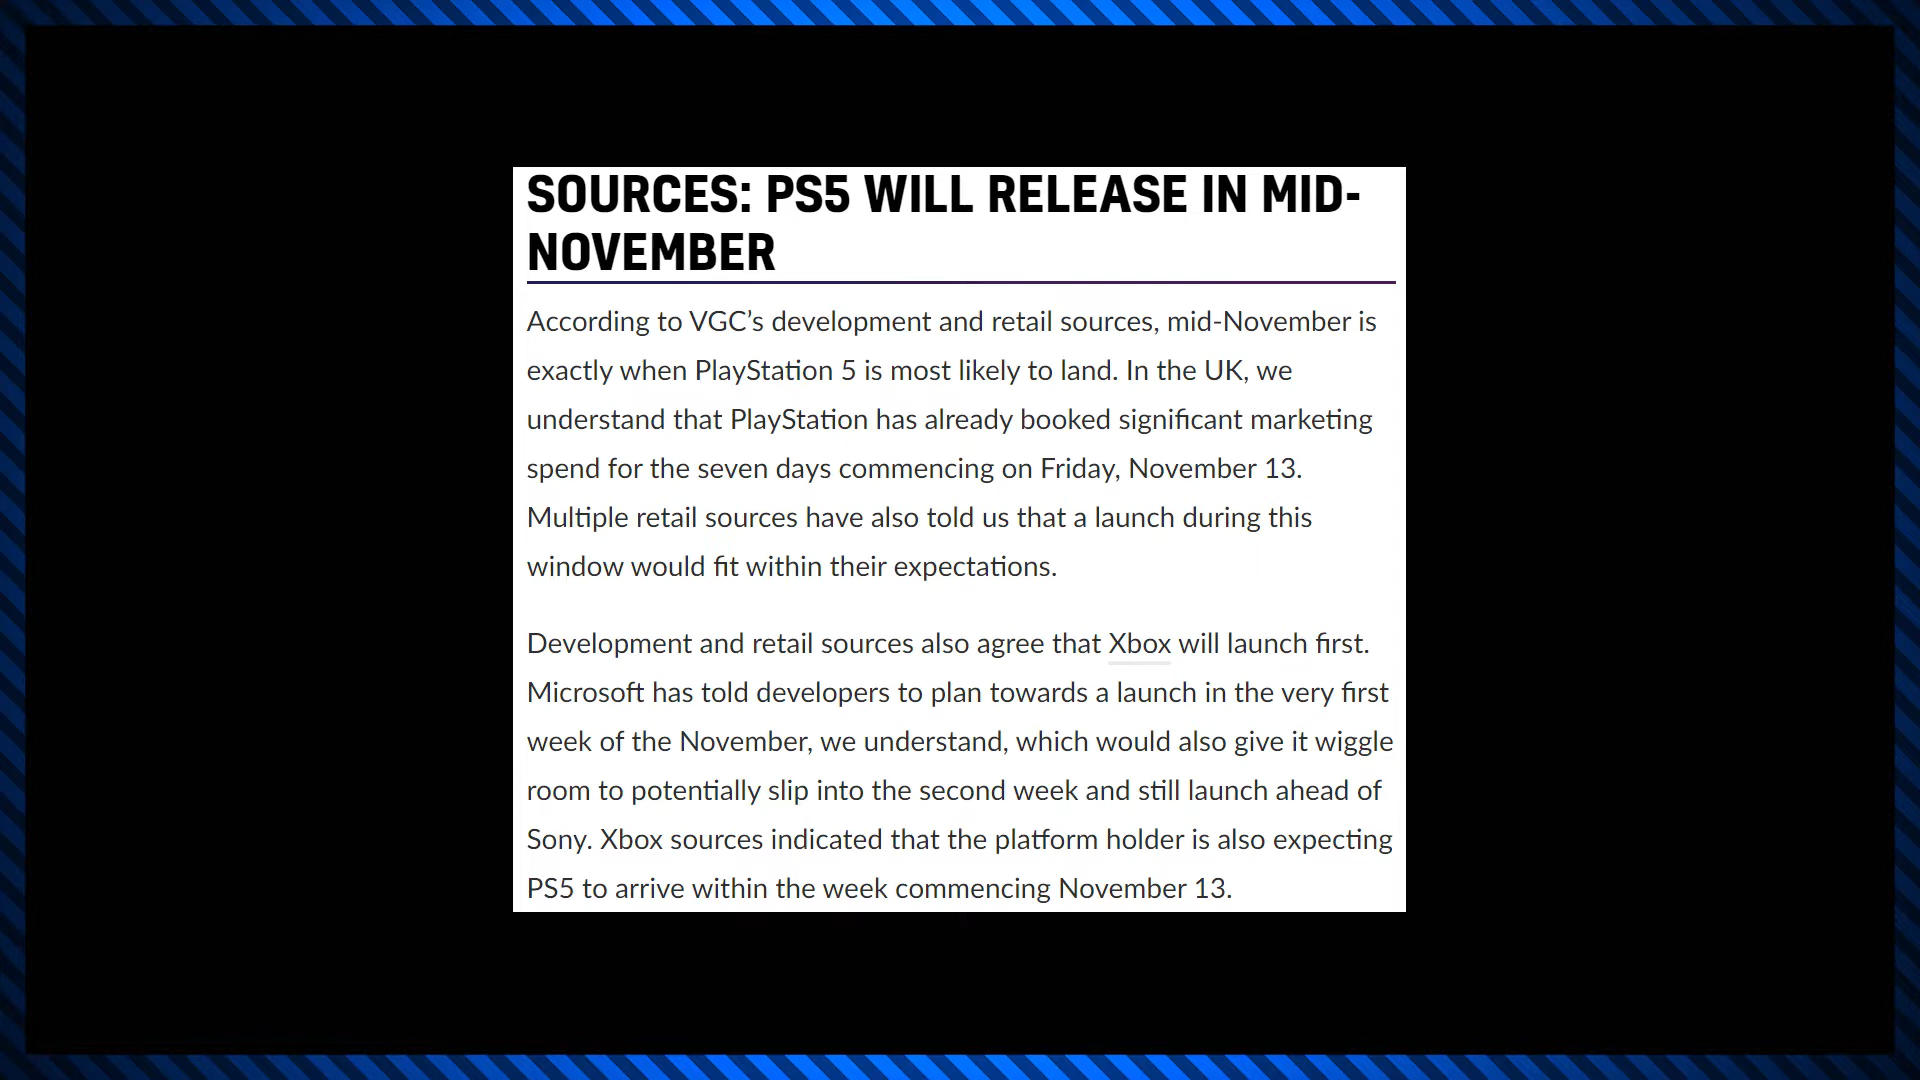 SOURCES: PS5 WILL RELEASE IN MID-
NOVEMBER
According to VGC’s development and retail sources, mid-November is
exactly when PlayStation 5 is most likely to land. In the UK, we
understand that PlayStation has already booked significant marketing
spend for the seven days commencing on Friday, November 13.
Multiple retail sources have also told us that a launch during this
window would fit within their expectations.
Development and retail sources also agree that Xbox will launch first.
Microsoft has told developers to plan towards a launch in the very first
week of the November, we understand, which would also give it wiggle
room to potentially slip into the second week and still launch ahead of
Sony. Xbox sources indicated that the platform holder is also expecting
PS5 to arrive within the week commencing November 13.